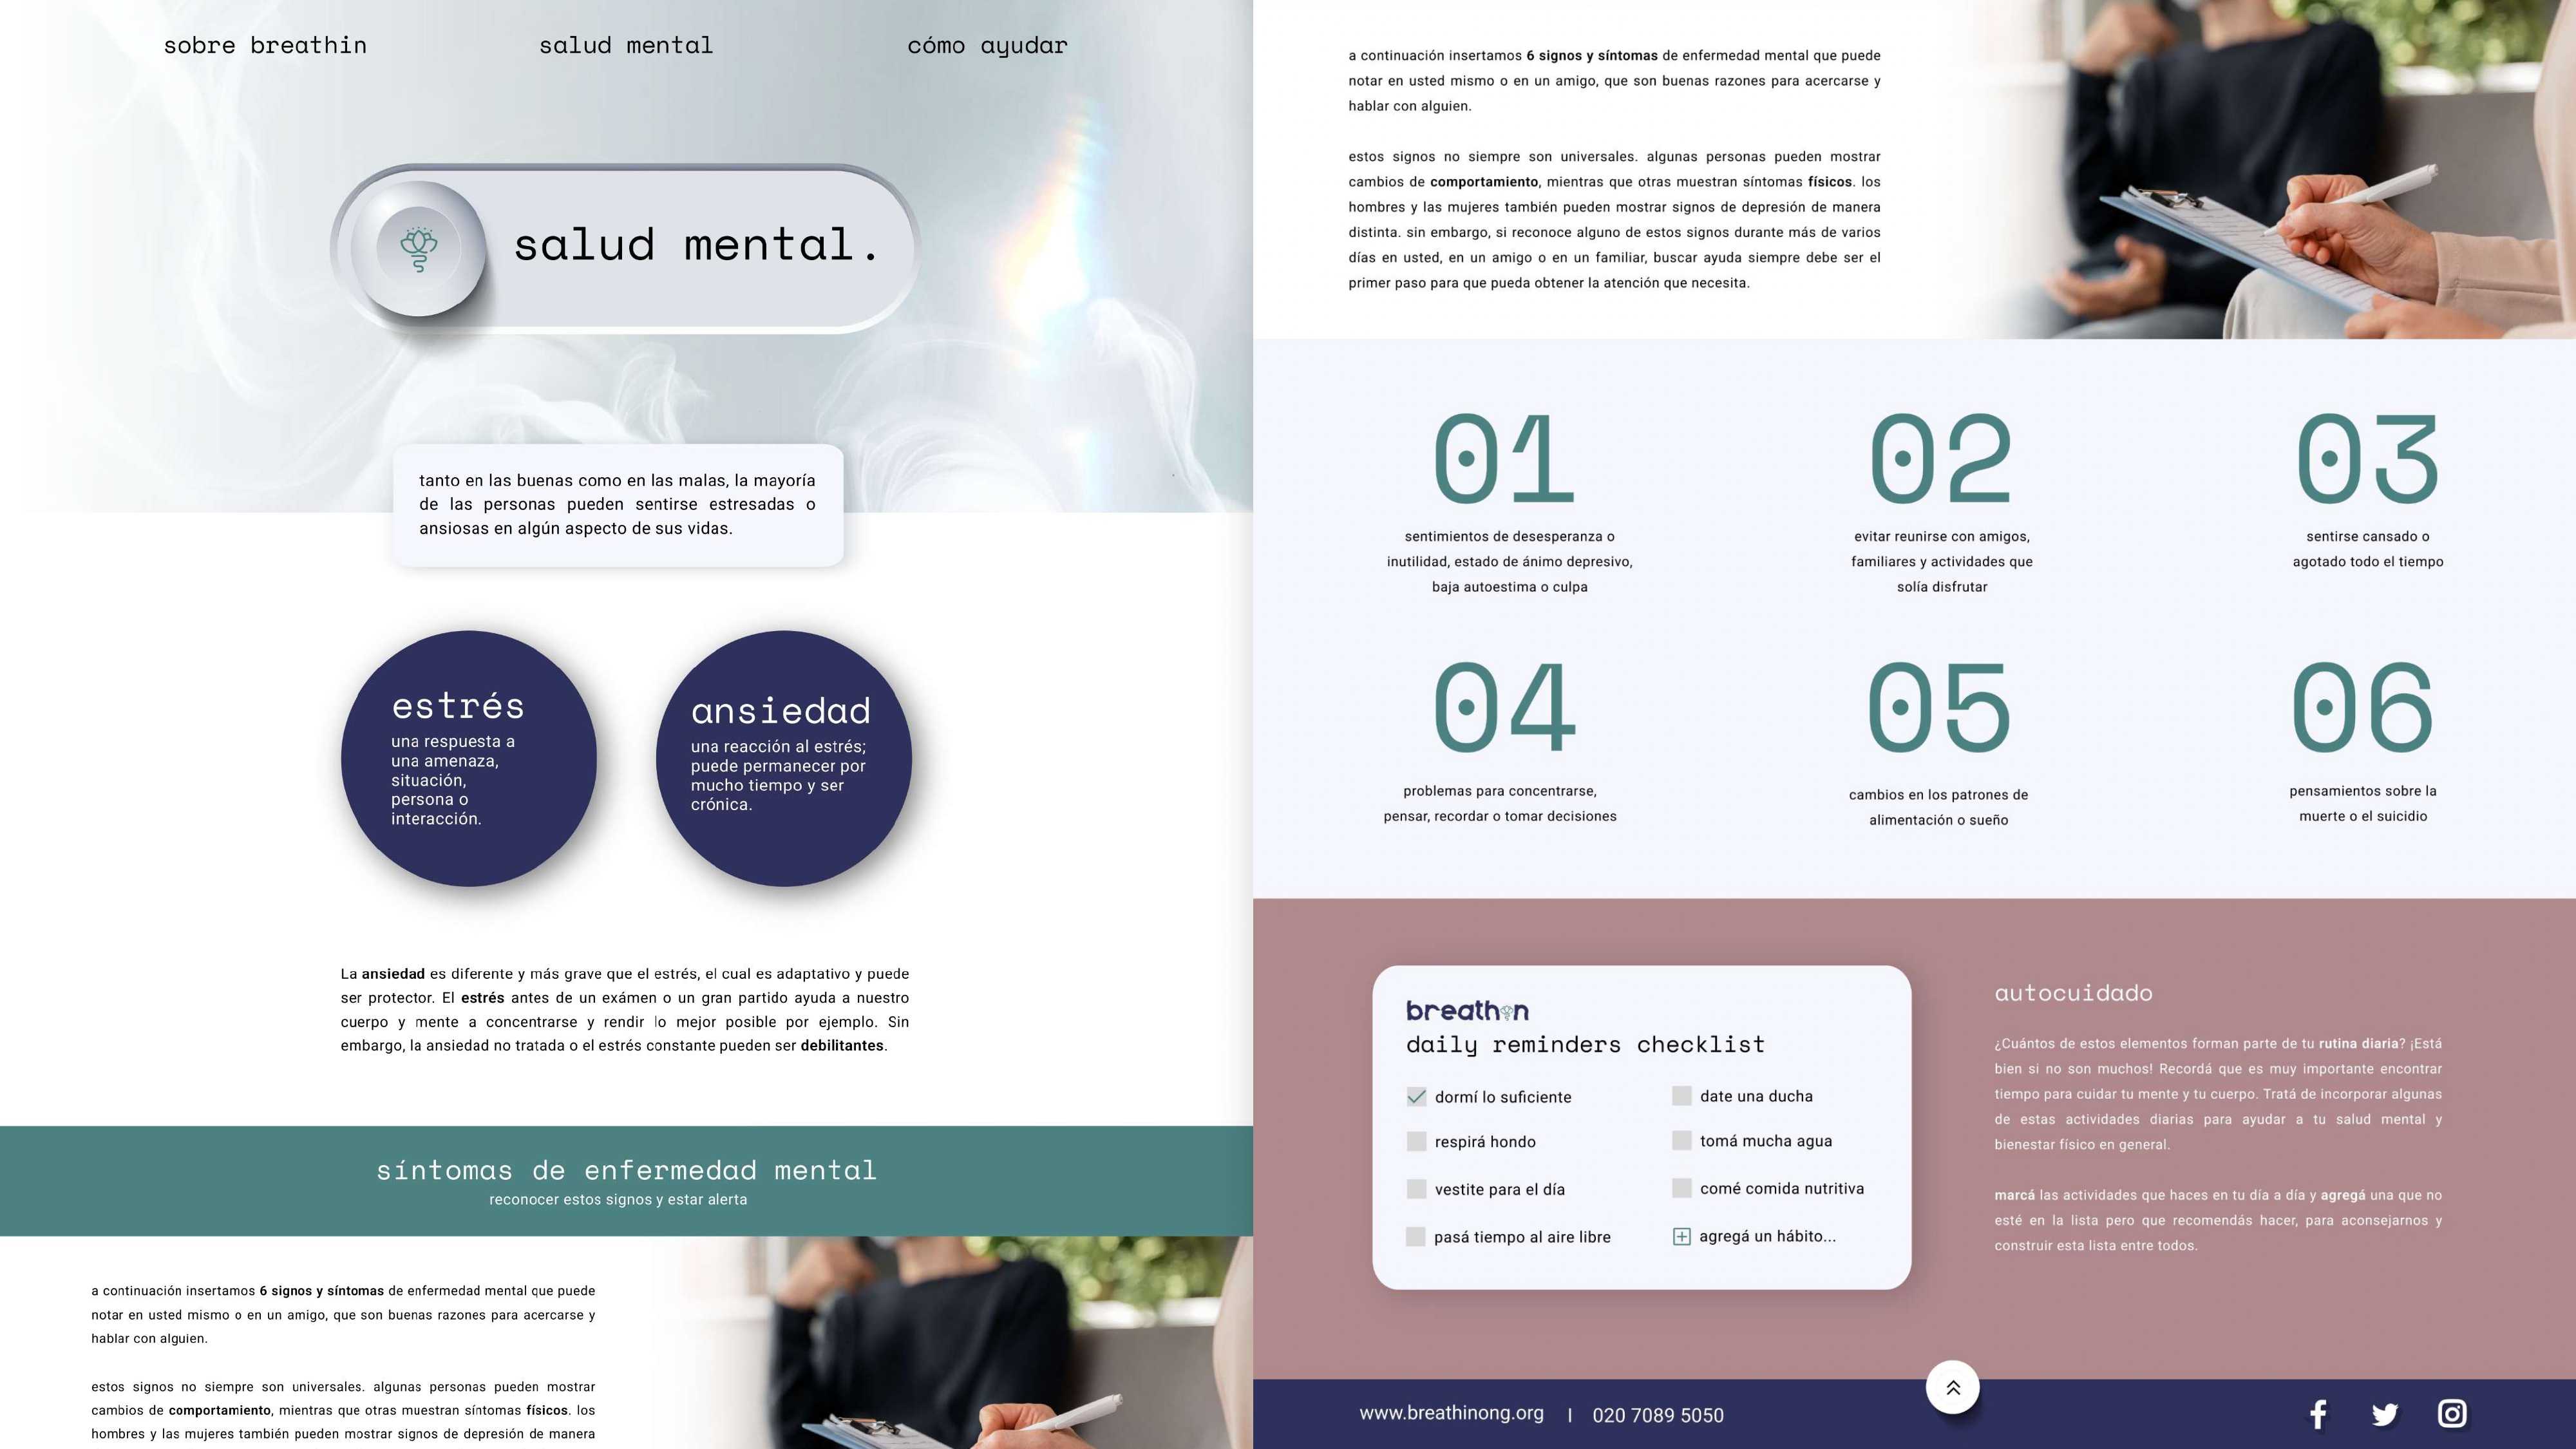 sobre breathin
salud mental
cómo ayudar
salud mental.
tanto en las buenas como en las malas, la mayoría
de las personas pueden sentirse estresadas o
ansiosas en algún aspecto de sus vidas.
estrés
una respuesta a
una amenaza,
situación,
persona o
interacción.
ansiedad
una reacción al estrés;
puede permanecer por
mucho tiempo y ser
crónica.
La ansiedad es diferente y más grave que el estrés, el cual es adaptativo y puede
ser protector. El estrés antes de un exámen o un gran partido ayuda a nuestro
cuerpo y mente a concentrarse y rendir lo mejor posible por ejemplo. Sin
embargo, la ansiedad no tratada o el estrés constante pueden ser debilitantes.
síntomas de enfermedad mental
reconocer estos signos y estar alerta
a continuación insertamos 6 signos y síntomas de enfermedad mental que puede
notar en usted mismo o en un amigo, que son buenas razones para acercarse y
hablar con alguien.
estos signos no siempre son universales. algunas personas pueden mostrar
cambios de comportamiento, mientras que otras muestran síntomas físicos. los
hombres y las mujeres también pueden mostrar signos de depresión de manera
a continuación insertamos 6 signos y síntomas de enfermedad mental que puede
notar en usted mismo o en un amigo, que son buenas razones para acercarse y
hablar con alguien.
estos signos no siempre son universales. algunas personas pueden mostrar
cambios de comportamiento, mientras que otras muestran síntomas físicos. los
hombres y las mujeres también pueden mostrar signos de depresión de manera
distinta. sin embargo, si reconoce alguno de estos signos durante más de varios
días en usted, en un amigo o en un familiar, buscar ayuda siempre debe ser el
primer paso para que pueda obtener la atención que necesita.
01
sentimientos de desesperanza o
inutilidad, estado de ánimo depresivo,
baja autoestima o culpa
02
evitar reunirse con amigos,
familiares y actividades que
solía disfrutar
03
sentirse cansado o
agotado todo el tiempo
04
problemas para concentrarse,
pensar, recordar o tomar decisiones
05
cambios en los patrones de
alimentación o sueño
06
pensamientos sobre la
muerte o el suicidio
breathin
daily reminders checklist
dormí lo suficiente
date una ducha
respirá hondo
tomá mucha agua
vestite para el día
comé comida nutritiva
pasá tiempo al aire libre
agregá un hábito...
autocuidado
¿Cuántos de estos elementos forman parte de tu rutina diaria? ¡Está
bien si no son muchos! Recordá que es muy importante encontrar
tiempo para cuidar tu mente y tu cuerpo. Tratá de incorporar algunas
de estas actividades diarias para ayudar a tu salud mental y
bienestar físico en general.
marcá las actividades que haces en tu día a día y agregá una que no
esté en la lista pero que recomendás hacer, para aconsejarnos y
construir esta lista entre todos.
www.breathinong.org | 020 7089 5050